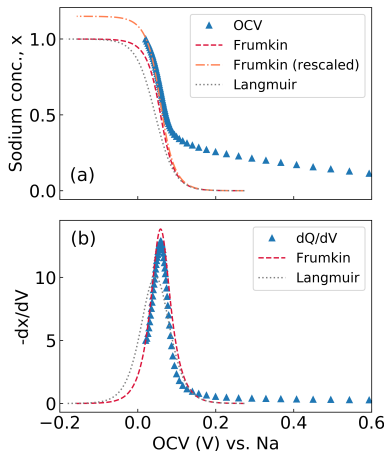 1.0
0.5
0.0
Sodium conc., x
OCV
Frumkin
Frumkin (rescaled)
Langmuir
(a)
10
5
0
-dx/dV
(b)
dQ/dV
Frumkin
Langmuir
−0.2
0.0
0.2
0.4
0.6
OCV (V) vs. Na